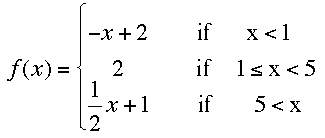 −x + 2 if x < 1
f(x) = { 2 if 1 ≤ x < 5
1/2 x + 1 if 5 < x